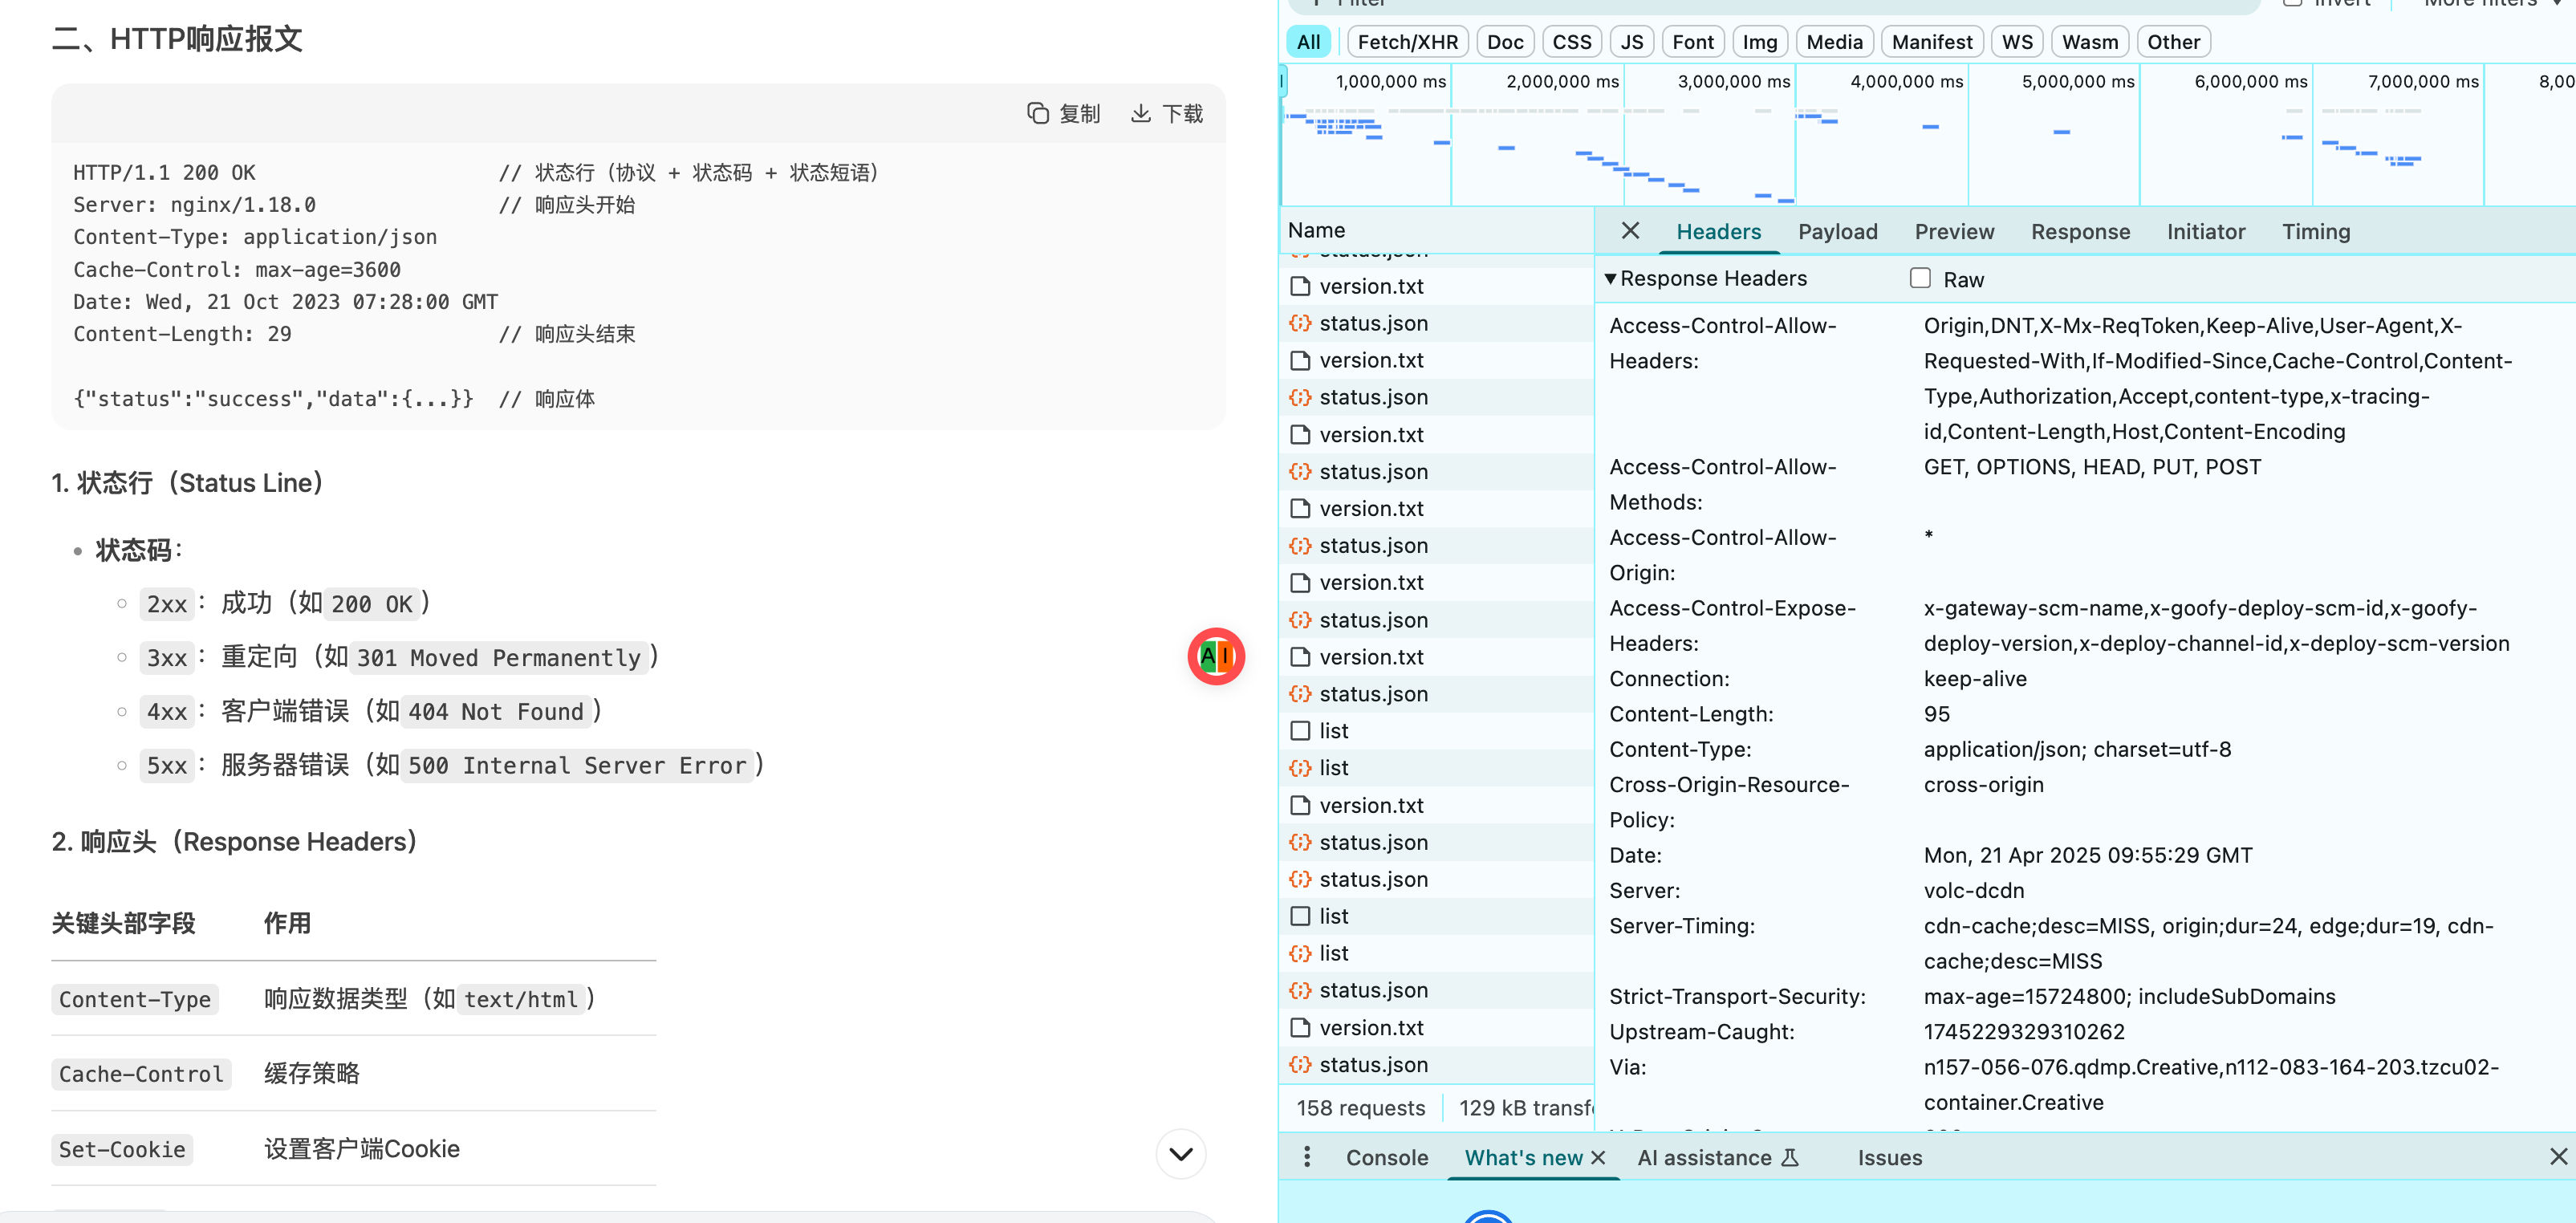 二、HTTP响应报文
复制 下载
HTTP/1.1 200 OK // 状态行（协议 + 状态码 + 状态短语）
Server: nginx/1.18.0 // 响应头开始
Content-Type: application/json
Cache-Control: max-age=3600
Date: Wed, 21 Oct 2023 07:28:00 GMT
Content-Length: 29 // 响应头结束
{"status":"success","data":{...}} // 响应体
1. 状态行（Status Line）
状态码：
2xx： 成功（如 200 OK ）
3xx： 重定向（如 301 Moved Permanently ）
4xx： 客户端错误（如 404 Not Found ）
5xx： 服务器错误（如 500 Internal Server Error ）
2. 响应头（Response Headers）
关键头部字段 作用
Content-Type 响应数据类型（如 text/html ）
Cache-Control 缓存策略
Set-Cookie 设置客户端Cookie
AI
Filter Invert More filters
All Fetch/XHR Doc CSS JS Font Img Media Manifest WS Wasm Other
1,000,000 ms 2,000,000 ms 3,000,000 ms 4,000,000 ms 5,000,000 ms 6,000,000 ms 7,000,000 ms 8,00
Name
status.json
version.txt
status.json
version.txt
status.json
version.txt
status.json
version.txt
status.json
version.txt
status.json
version.txt
status.json
list
list
version.txt
status.json
status.json
list
list
status.json
version.txt
status.json
158 requests 129 kB transf
Headers Payload Preview Response Initiator Timing
Response Headers Raw
Access-Control-Allow- Origin,DNT,X-Mx-ReqToken,Keep-Alive,User-Agent,X-
Headers: Requested-With,If-Modified-Since,Cache-Control,Content-
Type,Authorization,Accept,content-type,x-tracing-
id,Content-Length,Host,Content-Encoding
Access-Control-Allow- GET, OPTIONS, HEAD, PUT, POST
Methods:
Access-Control-Allow- *
Origin:
Access-Control-Expose- x-gateway-scm-name,x-goofy-deploy-scm-id,x-goofy-
Headers: deploy-version,x-deploy-channel-id,x-deploy-scm-version
Connection: keep-alive
Content-Length: 95
Content-Type: application/json; charset=utf-8
Cross-Origin-Resource- cross-origin
Policy:
Date: Mon, 21 Apr 2025 09:55:29 GMT
Server: volc-dcdn
Server-Timing: cdn-cache;desc=MISS, origin;dur=24, edge;dur=19, cdn-
cache;desc=MISS
Strict-Transport-Security: max-age=15724800; includeSubDomains
Upstream-Caught: 1745229329310262
Via: n157-056-076.qdmp.Creative,n112-083-164-203.tzcu02-
container.Creative
Console What's new AI assistance Issues